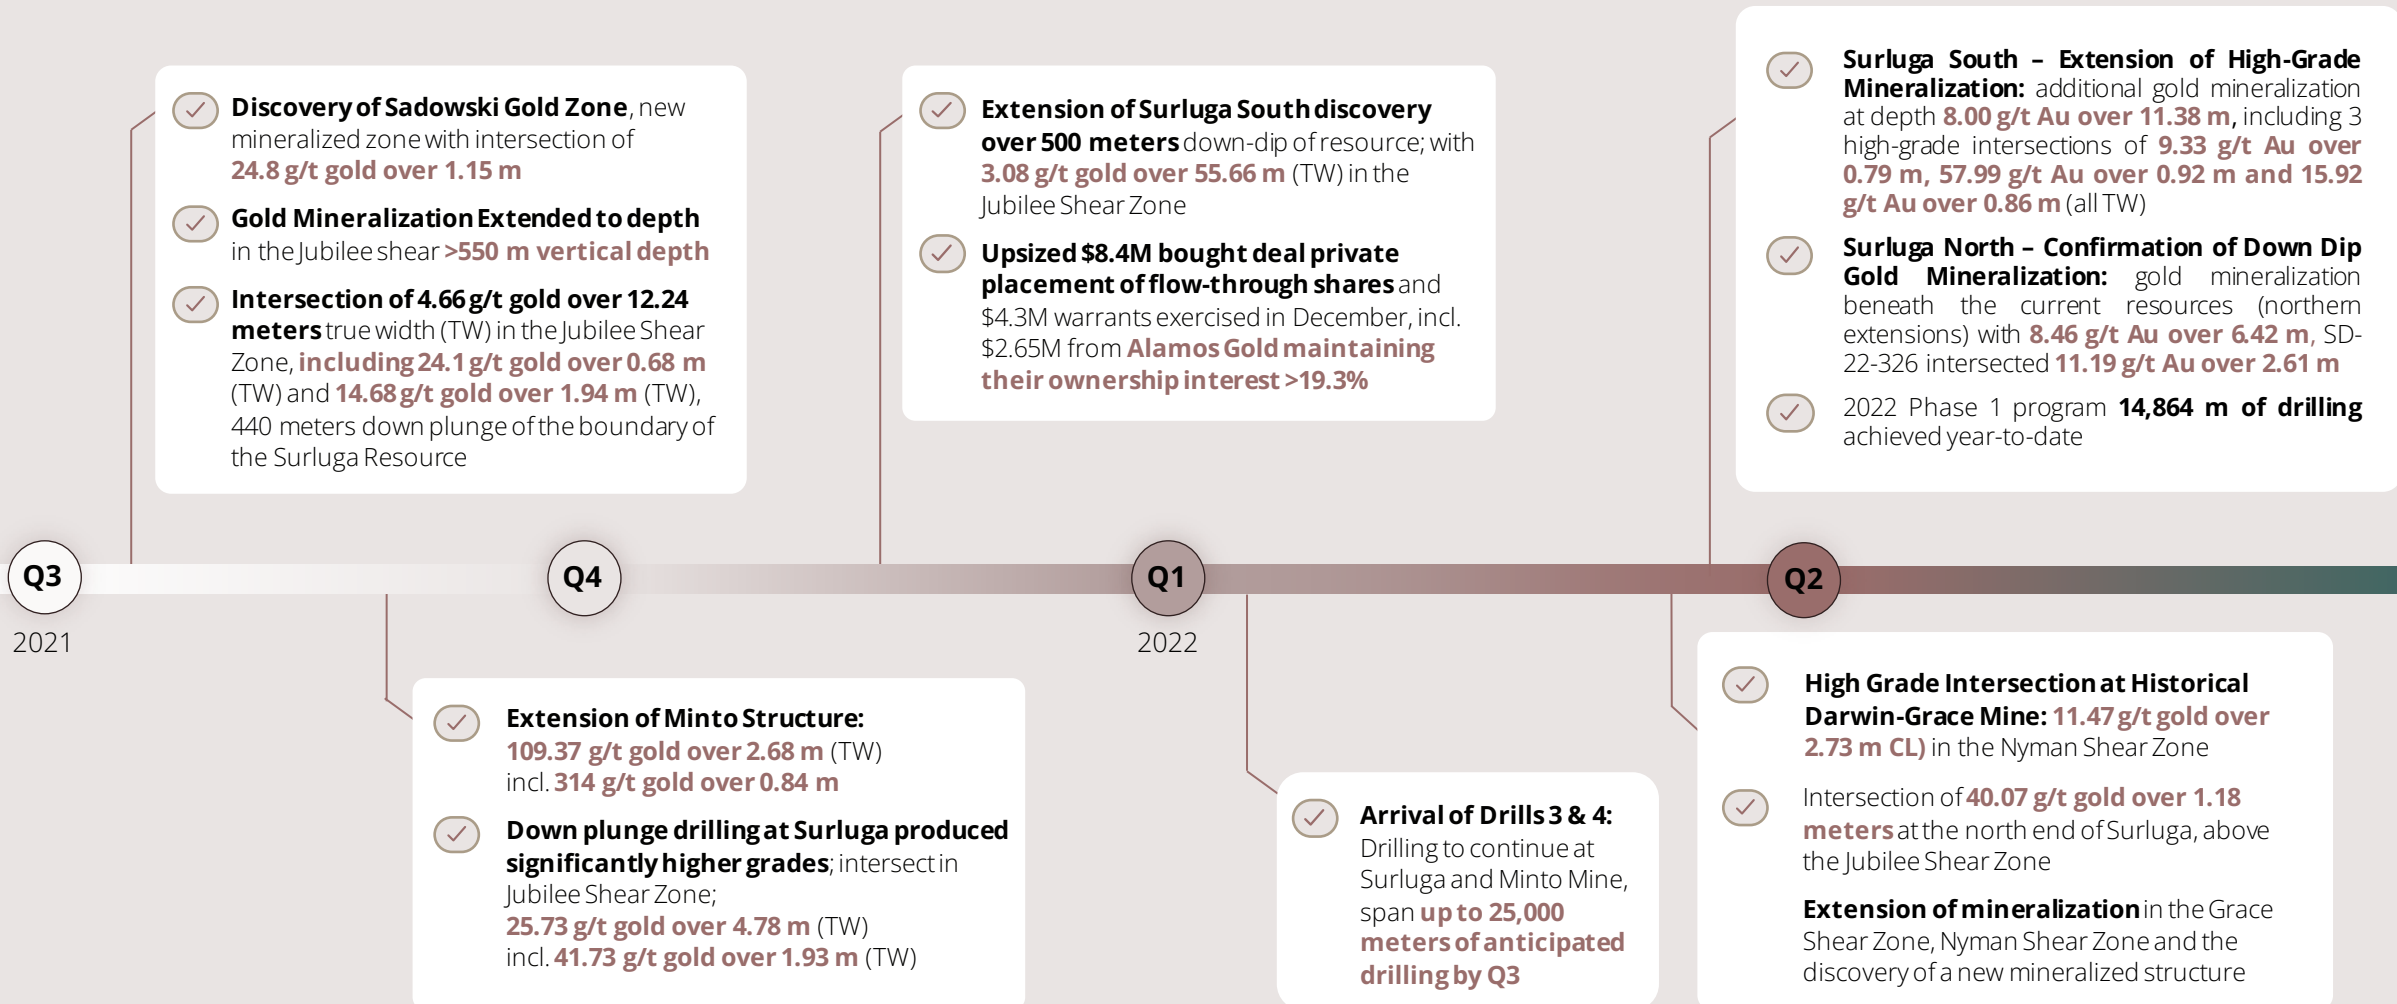 Discovery of Sadowski Gold Zone, new
mineralized zone with intersection of
24.8 g/t gold over 1.15 m
Gold Mineralization Extended to depth
in the Jubilee shear >550 m vertical depth
Intersection of 4.66 g/t gold over 12.24
meters true width (TW) in the Jubilee Shear
Zone, including 24.1 g/t gold over 0.68 m
(TW) and 14.68 g/t gold over 1.94 m (TW),
440 meters down plunge of the boundary of
the Surluga Resource
Extension of Surluga South discovery
over 500 meters down-dip of resource; with
3.08 g/t gold over 55.66 m (TW) in the
Jubilee Shear Zone
Upsized $8.4M bought deal private
placement of flow-through shares and
$4.3M warrants exercised in December, incl.
$2.65M from Alamos Gold maintaining
their ownership interest >19.3%
Surluga South – Extension of High-Grade
Mineralization: additional gold mineralization
at depth 8.00 g/t Au over 11.38 m, including 3
high-grade intersections of 9.33 g/t Au over
0.79 m, 57.99 g/t Au over 0.92 m and 15.92
g/t Au over 0.86 m (all TW)
Surluga North – Confirmation of Down Dip
Gold Mineralization: gold mineralization
beneath the current resources (northern
extensions) with 8.46 g/t Au over 6.42 m, SD-
22-326 intersected 11.19 g/t Au over 2.61 m
2022 Phase 1 program 14,864 m of drilling
achieved year-to-date
Q3
Q4
Q1
Q2
2021
2022
Extension of Minto Structure:
109.37 g/t gold over 2.68 m (TW)
incl. 314 g/t gold over 0.84 m
Down plunge drilling at Surluga produced
significantly higher grades; intersect in
Jubilee Shear Zone;
25.73 g/t gold over 4.78 m (TW)
incl. 41.73 g/t gold over 1.93 m (TW)
Arrival of Drills 3 & 4:
Drilling to continue at
Surluga and Minto Mine,
span up to 25,000
meters of anticipated
drilling by Q3
High Grade Intersection at Historical
Darwin-Grace Mine: 11.47 g/t gold over
2.73 m CL) in the Nyman Shear Zone
Intersection of 40.07 g/t gold over 1.18
meters at the north end of Surluga, above
the Jubilee Shear Zone
Extension of mineralization in the Grace
Shear Zone, Nyman Shear Zone and the
discovery of a new mineralized structure